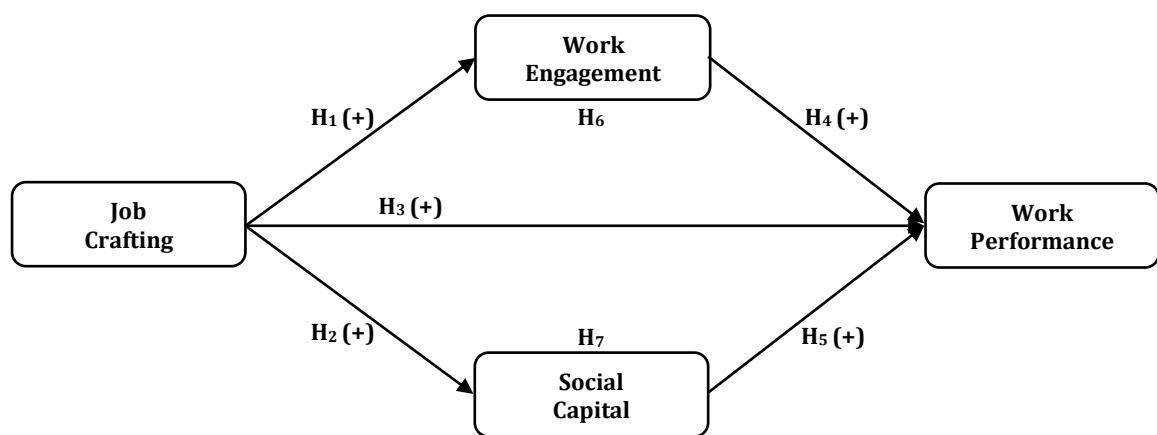 Work
Engagement
H₁ (+)
H₆
H₄ (+)
Job
Crafting
H₃ (+)
Work
Performance
H₂ (+)
H₇
H₅ (+)
Social
Capital